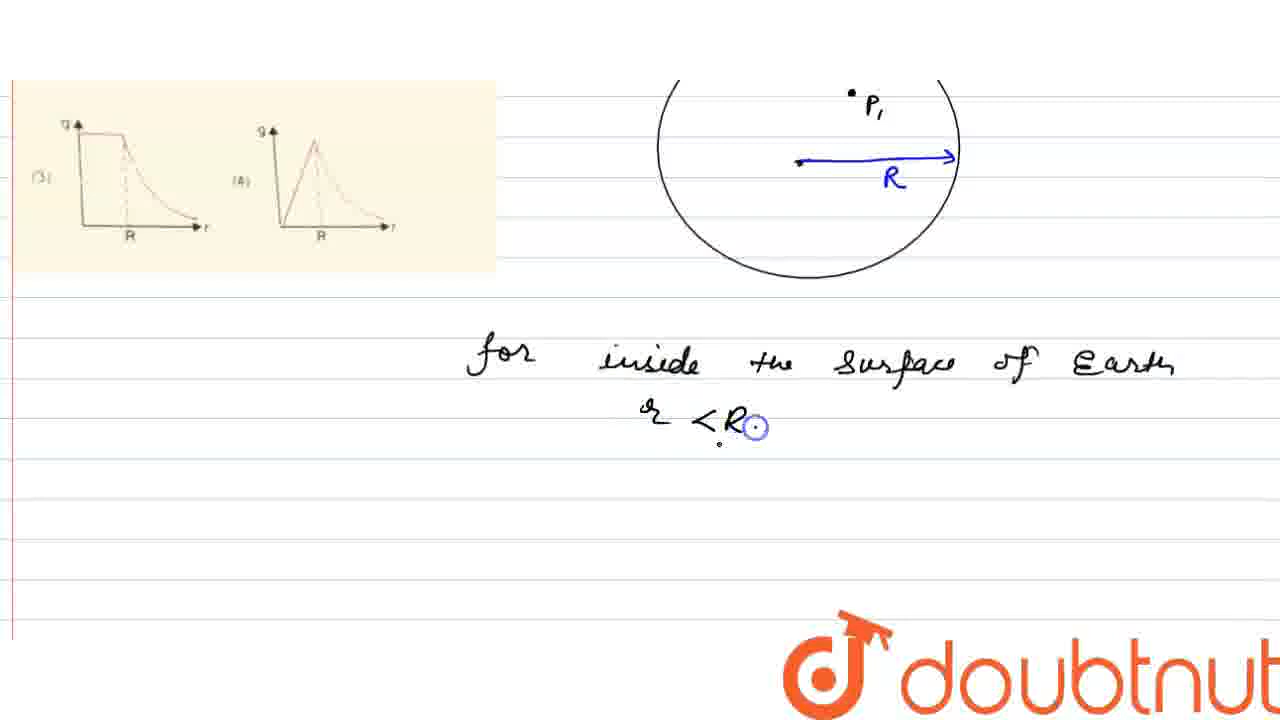 g
g
P1
(3)
(4)
R
R
r
R
r
for inside the surface of Earth
r < R
doubtnut